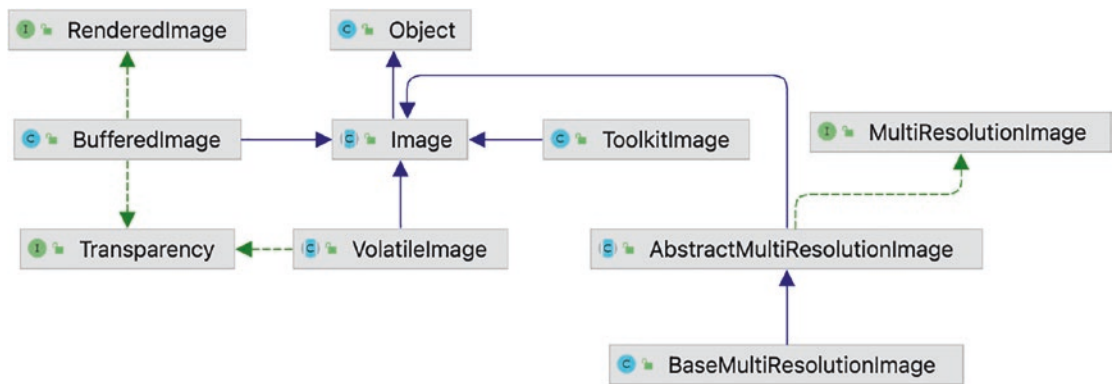 RenderedImage
Object
BufferedImage
Image
ToolkitImage
MultiResolutionImage
Transparency
VolatileImage
AbstractMultiResolutionImage
BaseMultiResolutionImage